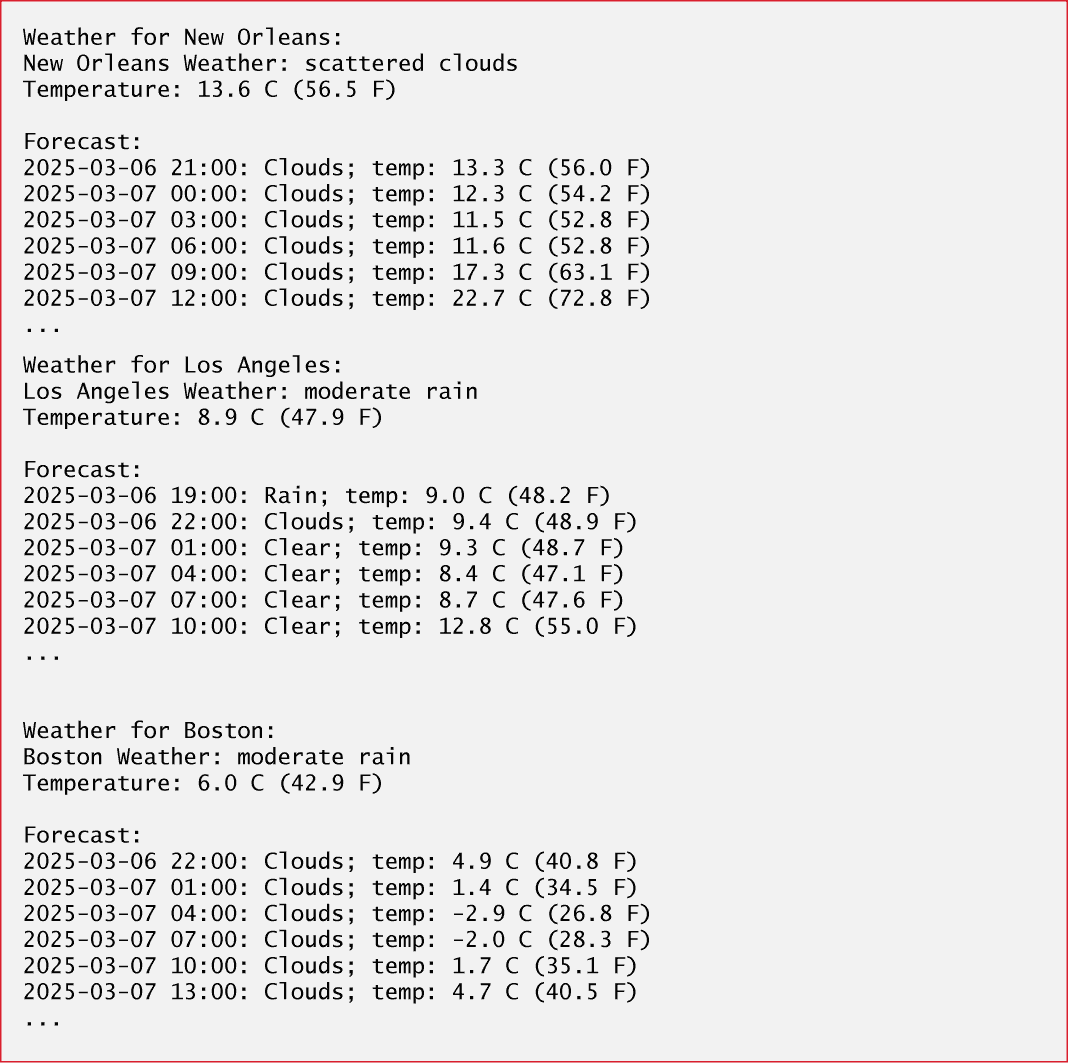 Weather for New Orleans:
New Orleans Weather: scattered clouds
Temperature: 13.6 C (56.5 F)
Forecast:
2025-03-06 21:00: Clouds; temp: 13.3 C (56.0 F)
2025-03-07 00:00: Clouds; temp: 12.3 C (54.2 F)
2025-03-07 03:00: Clouds; temp: 11.5 C (52.8 F)
2025-03-07 06:00: Clouds; temp: 11.6 C (52.8 F)
2025-03-07 09:00: Clouds; temp: 17.3 C (63.1 F)
2025-03-07 12:00: Clouds; temp: 22.7 C (72.8 F)
...
Weather for Los Angeles:
Los Angeles Weather: moderate rain
Temperature: 8.9 C (47.9 F)
Forecast:
2025-03-06 19:00: Rain; temp: 9.0 C (48.2 F)
2025-03-06 22:00: Clouds; temp: 9.4 C (48.9 F)
2025-03-07 01:00: Clear; temp: 9.3 C (48.7 F)
2025-03-07 04:00: Clear; temp: 8.4 C (47.1 F)
2025-03-07 07:00: Clear; temp: 8.7 C (47.6 F)
2025-03-07 10:00: Clear; temp: 12.8 C (55.0 F)
...
Weather for Boston:
Boston Weather: moderate rain
Temperature: 6.0 C (42.9 F)
Forecast:
2025-03-06 22:00: Clouds; temp: 4.9 C (40.8 F)
2025-03-07 01:00: Clouds; temp: 1.4 C (34.5 F)
2025-03-07 04:00: Clouds; temp: -2.9 C (26.8 F)
2025-03-07 07:00: Clouds; temp: -2.0 C (28.3 F)
2025-03-07 10:00: Clouds; temp: 1.7 C (35.1 F)
2025-03-07 13:00: Clouds; temp: 4.7 C (40.5 F)
...